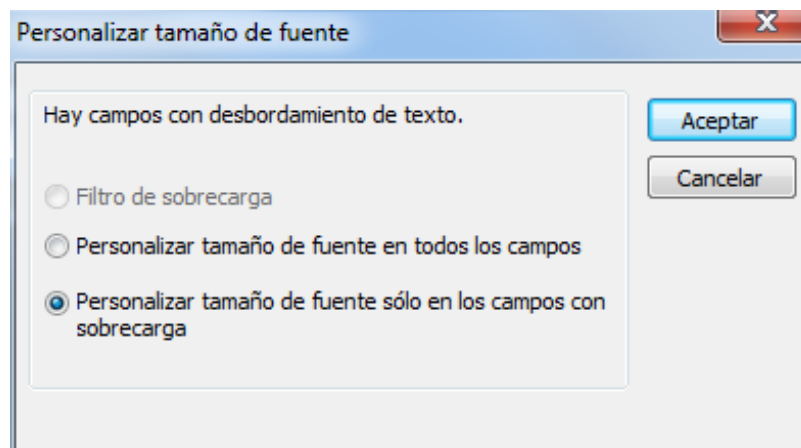 Personalizar tamaño de fuente
Hay campos con desbordamiento de texto.
Aceptar
Cancelar
Filtro de sobrecarga
Personalizar tamaño de fuente en todos los campos
Personalizar tamaño de fuente sólo en los campos con
sobrecarga